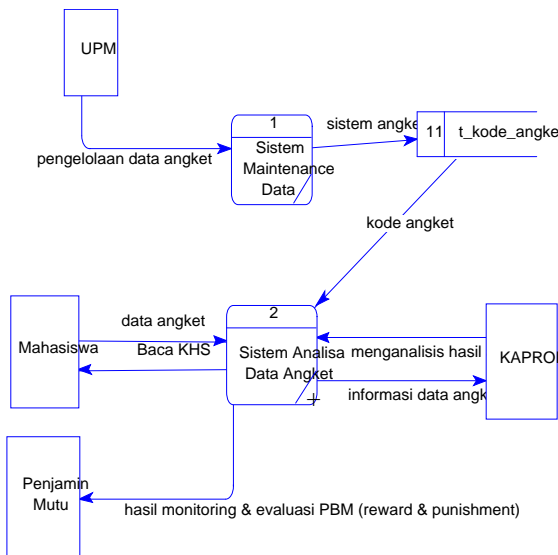 UPM
1
Sistem
Maintenance
Data
pengelolaan data angket
sistem angke
11 t_kode_angke
kode angket
Mahasiswa
data angket
Baca KHS
2
Sistem Analisa
Data Angket
menganalisis hasil
informasi data angk
KAPROD
Penjamin
Mutu
hasil monitoring & evaluasi PBM (reward & punishment)